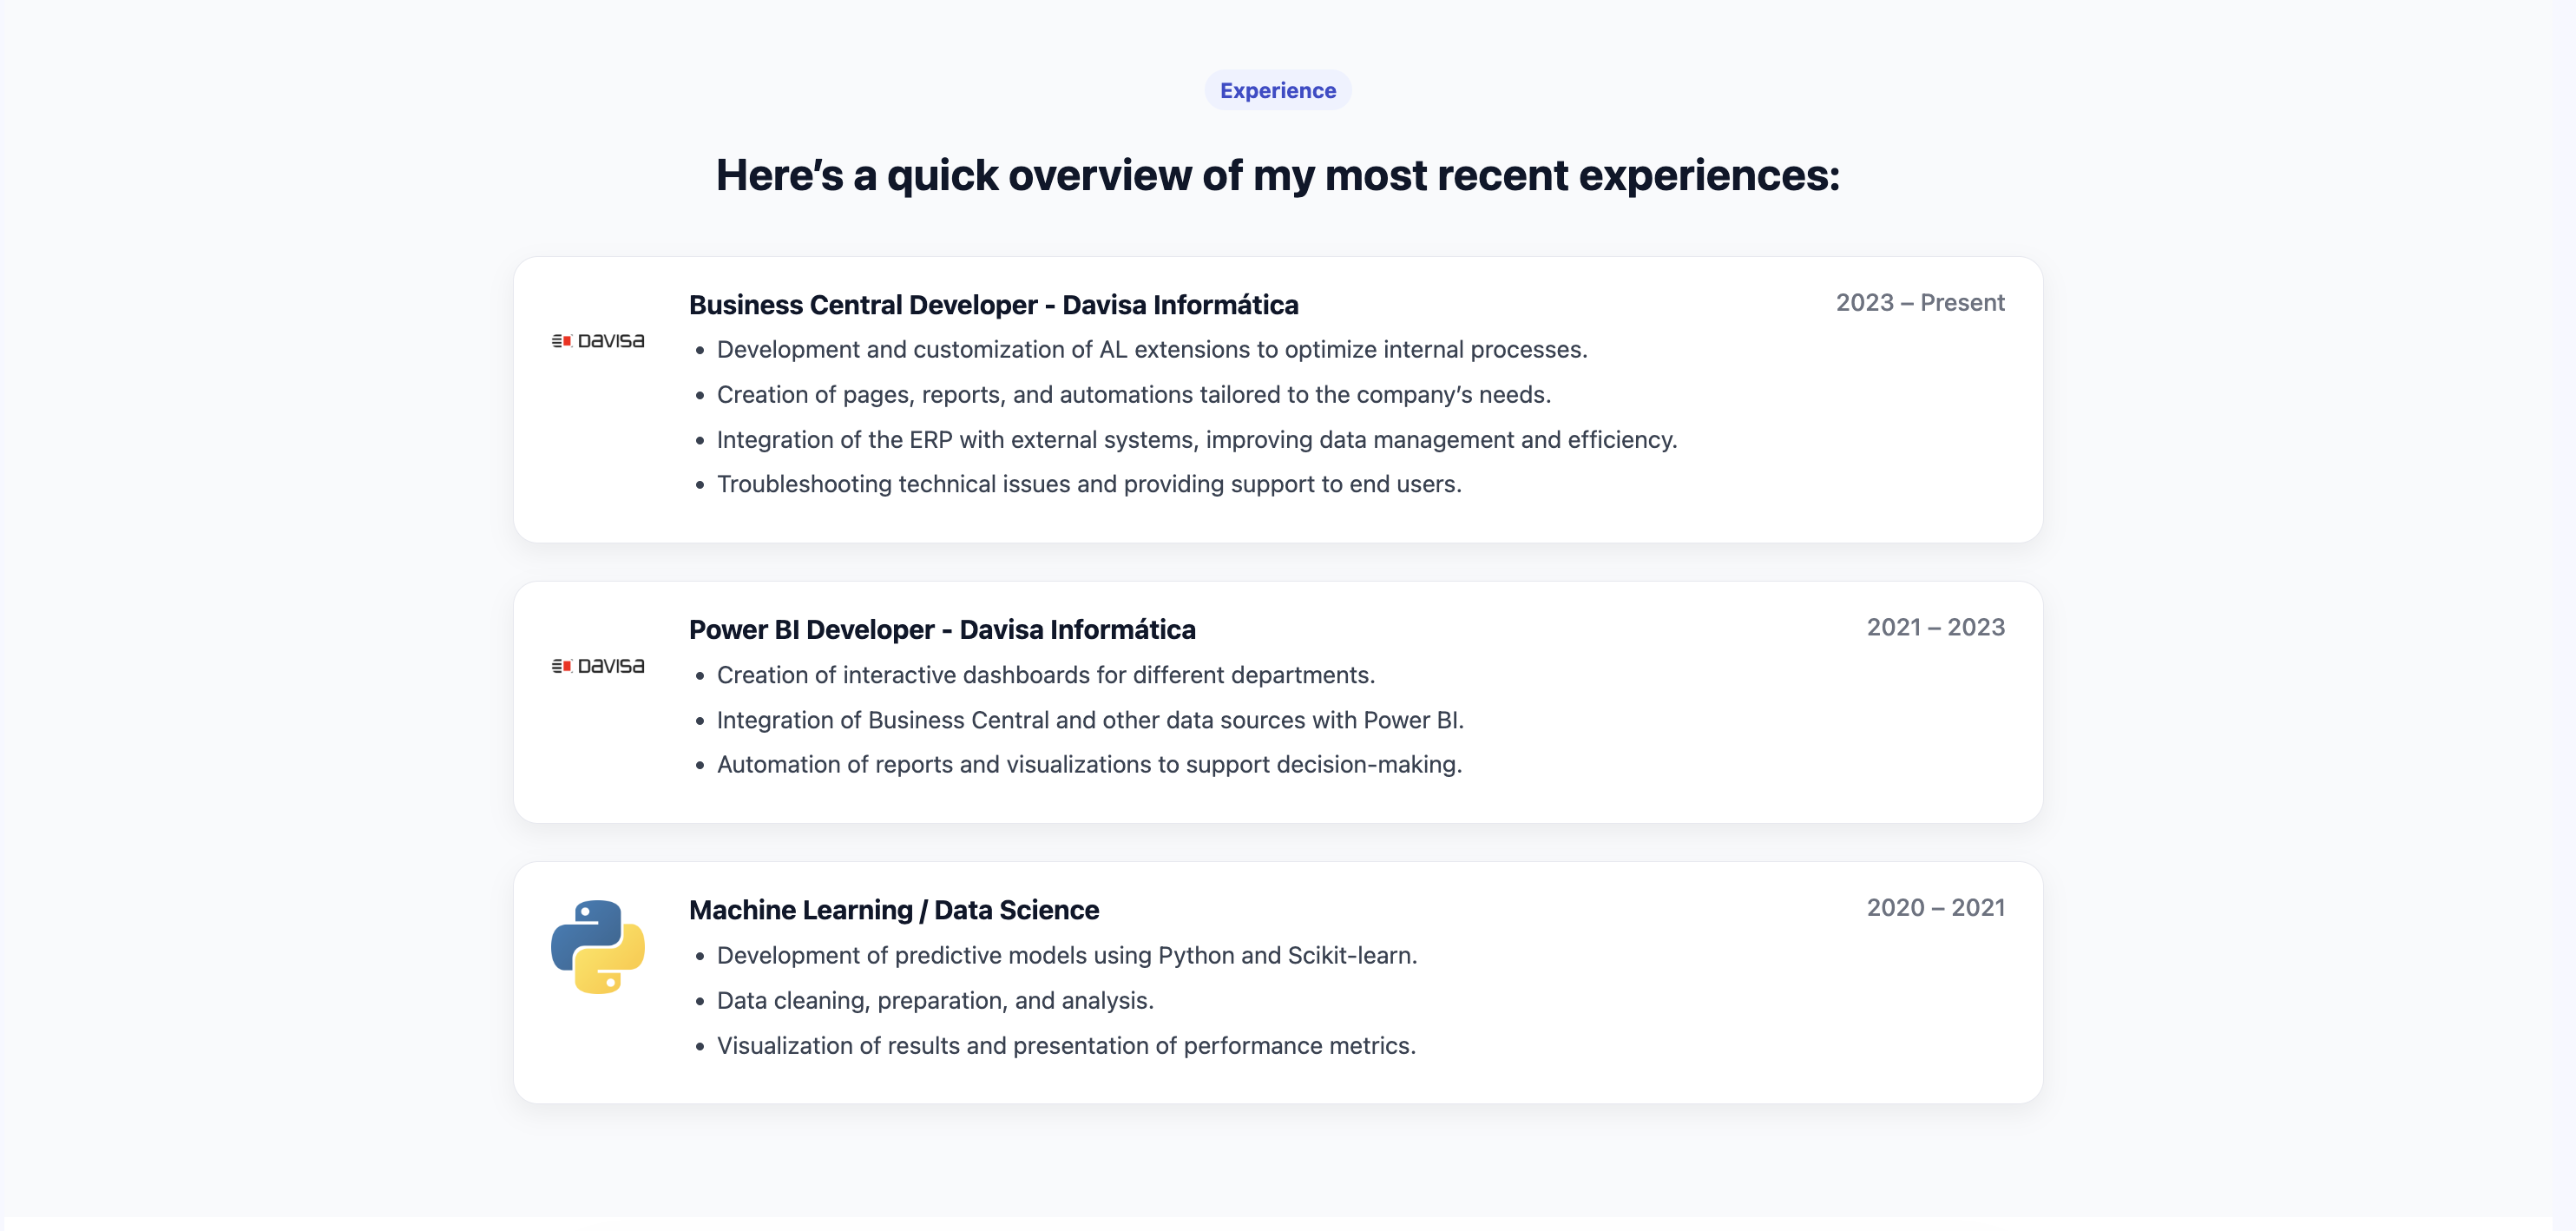 Experience
Here’s a quick overview of my most recent experiences:
DAVISA
Business Central Developer - Davisa Informática
2023 – Present
• Development and customization of AL extensions to optimize internal processes.
• Creation of pages, reports, and automations tailored to the company’s needs.
• Integration of the ERP with external systems, improving data management and efficiency.
• Troubleshooting technical issues and providing support to end users.
DAVISA
Power BI Developer - Davisa Informática
2021 – 2023
• Creation of interactive dashboards for different departments.
• Integration of Business Central and other data sources with Power BI.
• Automation of reports and visualizations to support decision-making.
Machine Learning / Data Science
2020 – 2021
• Development of predictive models using Python and Scikit-learn.
• Data cleaning, preparation, and analysis.
• Visualization of results and presentation of performance metrics.